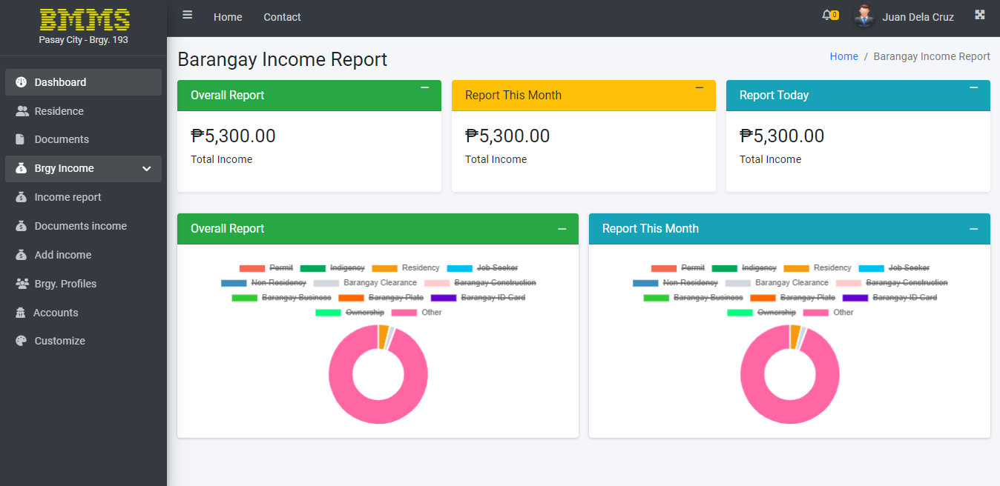 BMMS
Pasay City - Brgy. 193
Dashboard
Residence
Documents
Brgy Income
Income report
Documents income
Add income
Brgy. Profiles
Accounts
Customize
Home Contact
0
Juan Dela Cruz
Barangay Income Report
Home / Barangay Income Report
Overall Report
₱5,300.00
Total Income
Report This Month
₱5,300.00
Total Income
Report Today
₱5,300.00
Total Income
Overall Report
Permit Indigency Residency Job Seeker
Non-Residency Barangay Clearance Barangay Construction
Barangay Business Barangay Plate Barangay ID Card
Ownership Other
Report This Month
Permit Indigency Residency Job Seeker
Non-Residency Barangay Clearance Barangay Construction
Barangay Business Barangay Plate Barangay ID Card
Ownership Other